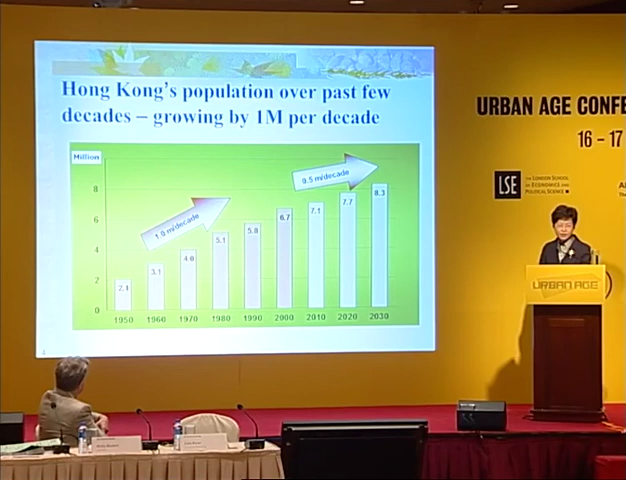 Hong Kong's population over past few
decades – growing by 1M per decade
Million
8
6
4
2
0
1.0 m/decade
0.5 m/decade
2.1
3.1
4.0
5.1
5.8
6.7
7.1
7.7
8.3
1950 1960 1970 1980 1990 2000 2010 2020 2030
URBAN AGE CONFE
16 – 17
LSE
THE LONDON SCHOOL
OF ECONOMICS AND
POLITICAL SCIENCE
URBAN AGE